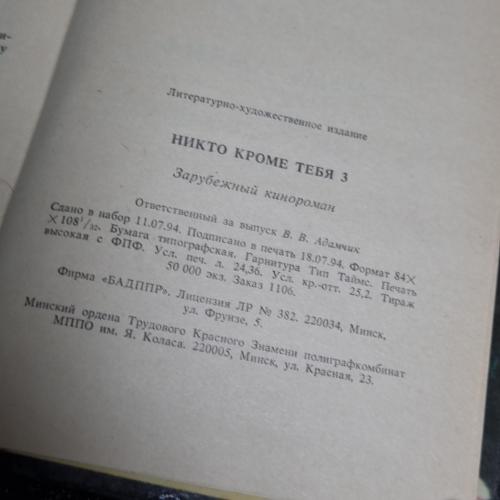 и-
у
Литературно-художественное издание
НИКТО КРОМЕ ТЕБЯ 3
Зарубежный кинороман
Ответственный за выпуск В. В. Адамчик
Сдано в набор 11.07.94. Подписано в печать 18.07.94. Формат 84×
×108¹/₃₂. Бумага типографская. Гарнитура Тип Таймс. Печать
высокая с ФПФ. Усл. печ. л. 24,36. Усл. кр.-отт. 25,2. Тираж
50 000 экз. Заказ 1106.
Фирма «БАДППР». Лицензия ЛР № 382. 220034, Минск,
ул. Фрунзе, 5.
Минский ордена Трудового Красного Знамени полиграфкомбинат
МППО им. Я. Коласа. 220005, Минск, ул. Красная, 23.